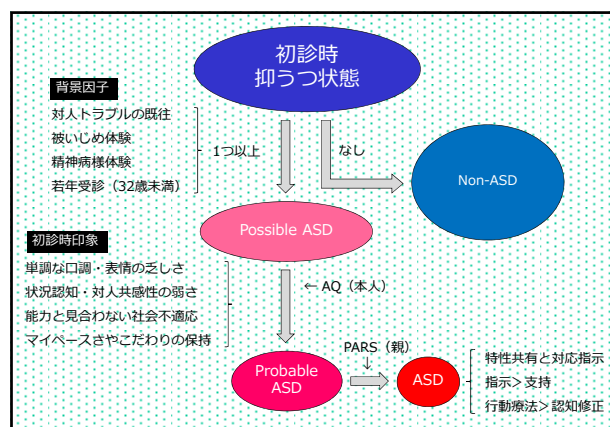 初診時
抑うつ状態
背景因子
対人トラブルの既往
被いじめ体験
精神病様体験
若年受診（32歳未満）
1つ以上
なし
Non-ASD
Possible ASD
初診時印象
単調な口調・表情の乏しさ
状況認知・対人共感性の弱さ
能力と見合わない社会不適応
マイペースさやこだわりの保持
← AQ（本人）
Probable
ASD
PARS（親）
↓
ASD
特性共有と対応指示
指示＞支持
行動療法＞認知修正